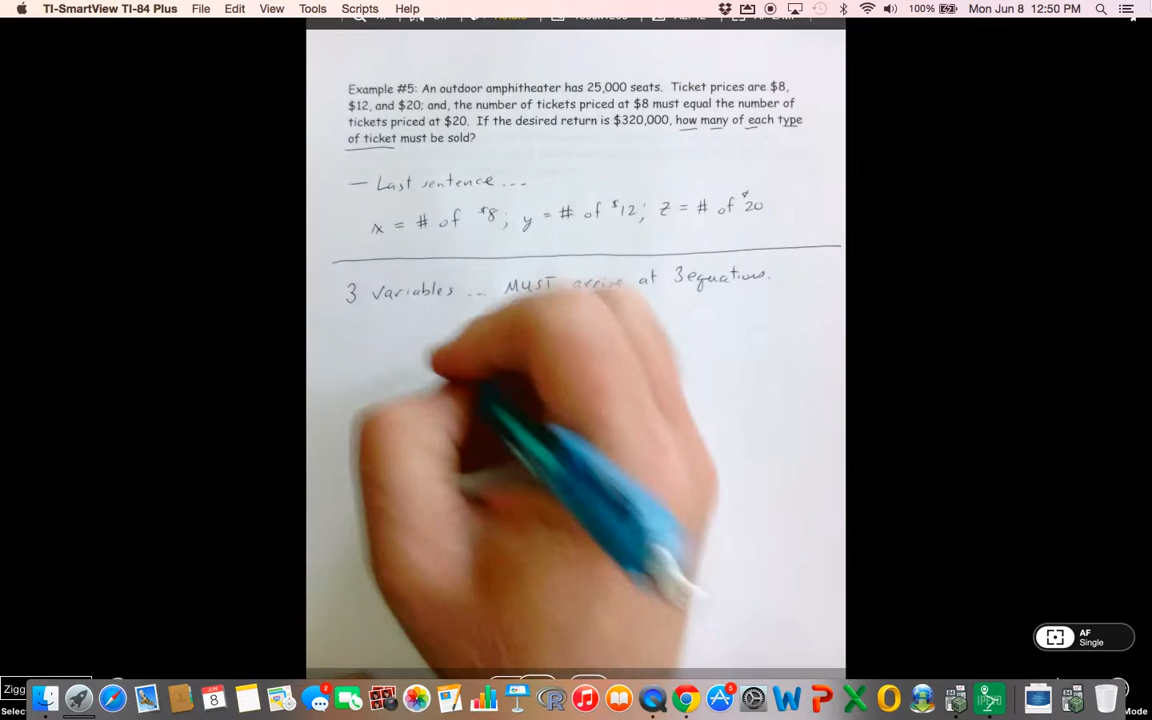 TI-SmartView TI-84 Plus File Edit View Tools Scripts Help 100% Mon Jun 8 12:50 PM
Example #5: An outdoor amphitheater has 25,000 seats. Ticket prices are $8,
$12, and $20; and, the number of tickets priced at $8 must equal the number of
tickets priced at $20. If the desired return is $320,000, how many of each type
of ticket must be sold?
— Last sentence ...
x = # of $8; y = # of $12; z = # of $20
3 variables ... MUST arrive at 3 equations.
AF
Single
Zigg
Selec
Mode